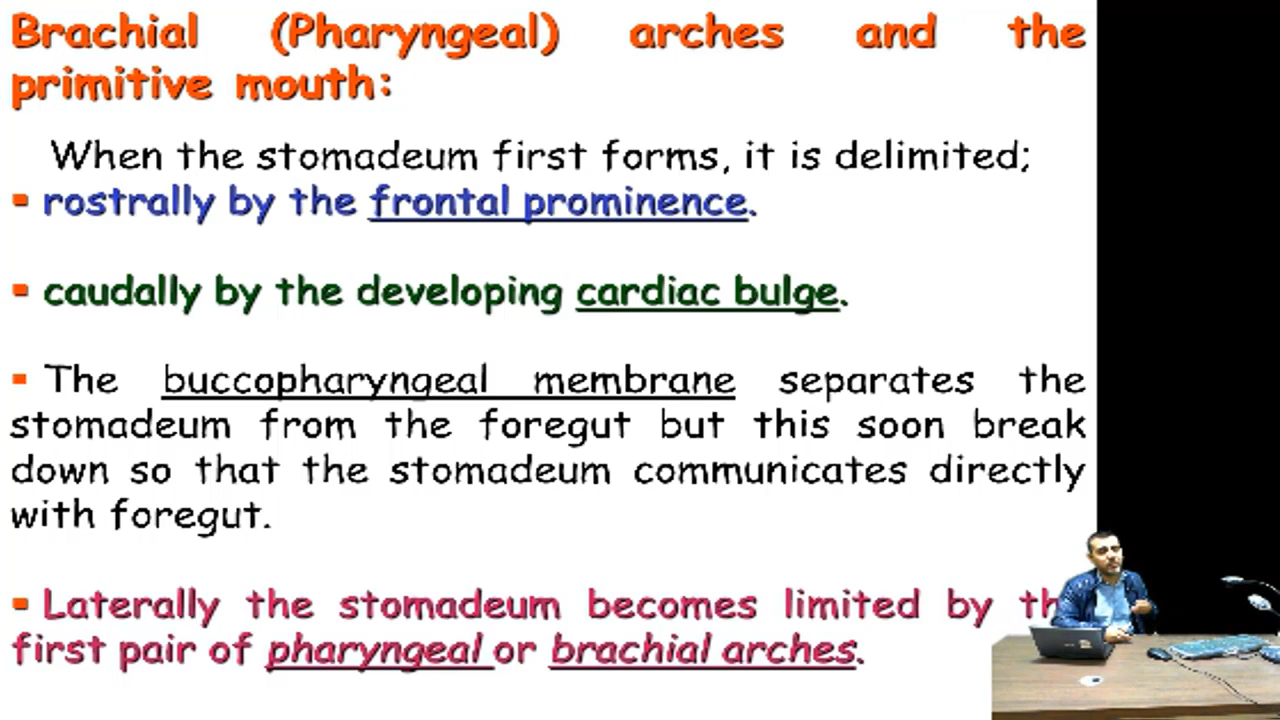 Brachial (Pharyngeal) arches and the
primitive mouth:
When the stomadeum first forms, it is delimited;
▪ rostrally by the frontal prominence.
▪ caudally by the developing cardiac bulge.
▪ The buccopharyngeal membrane separates the
stomadeum from the foregut but this soon break
down so that the stomadeum communicates directly
with foregut.
▪ Laterally the stomadeum becomes limited by
first pair of pharyngeal or brachial arches.